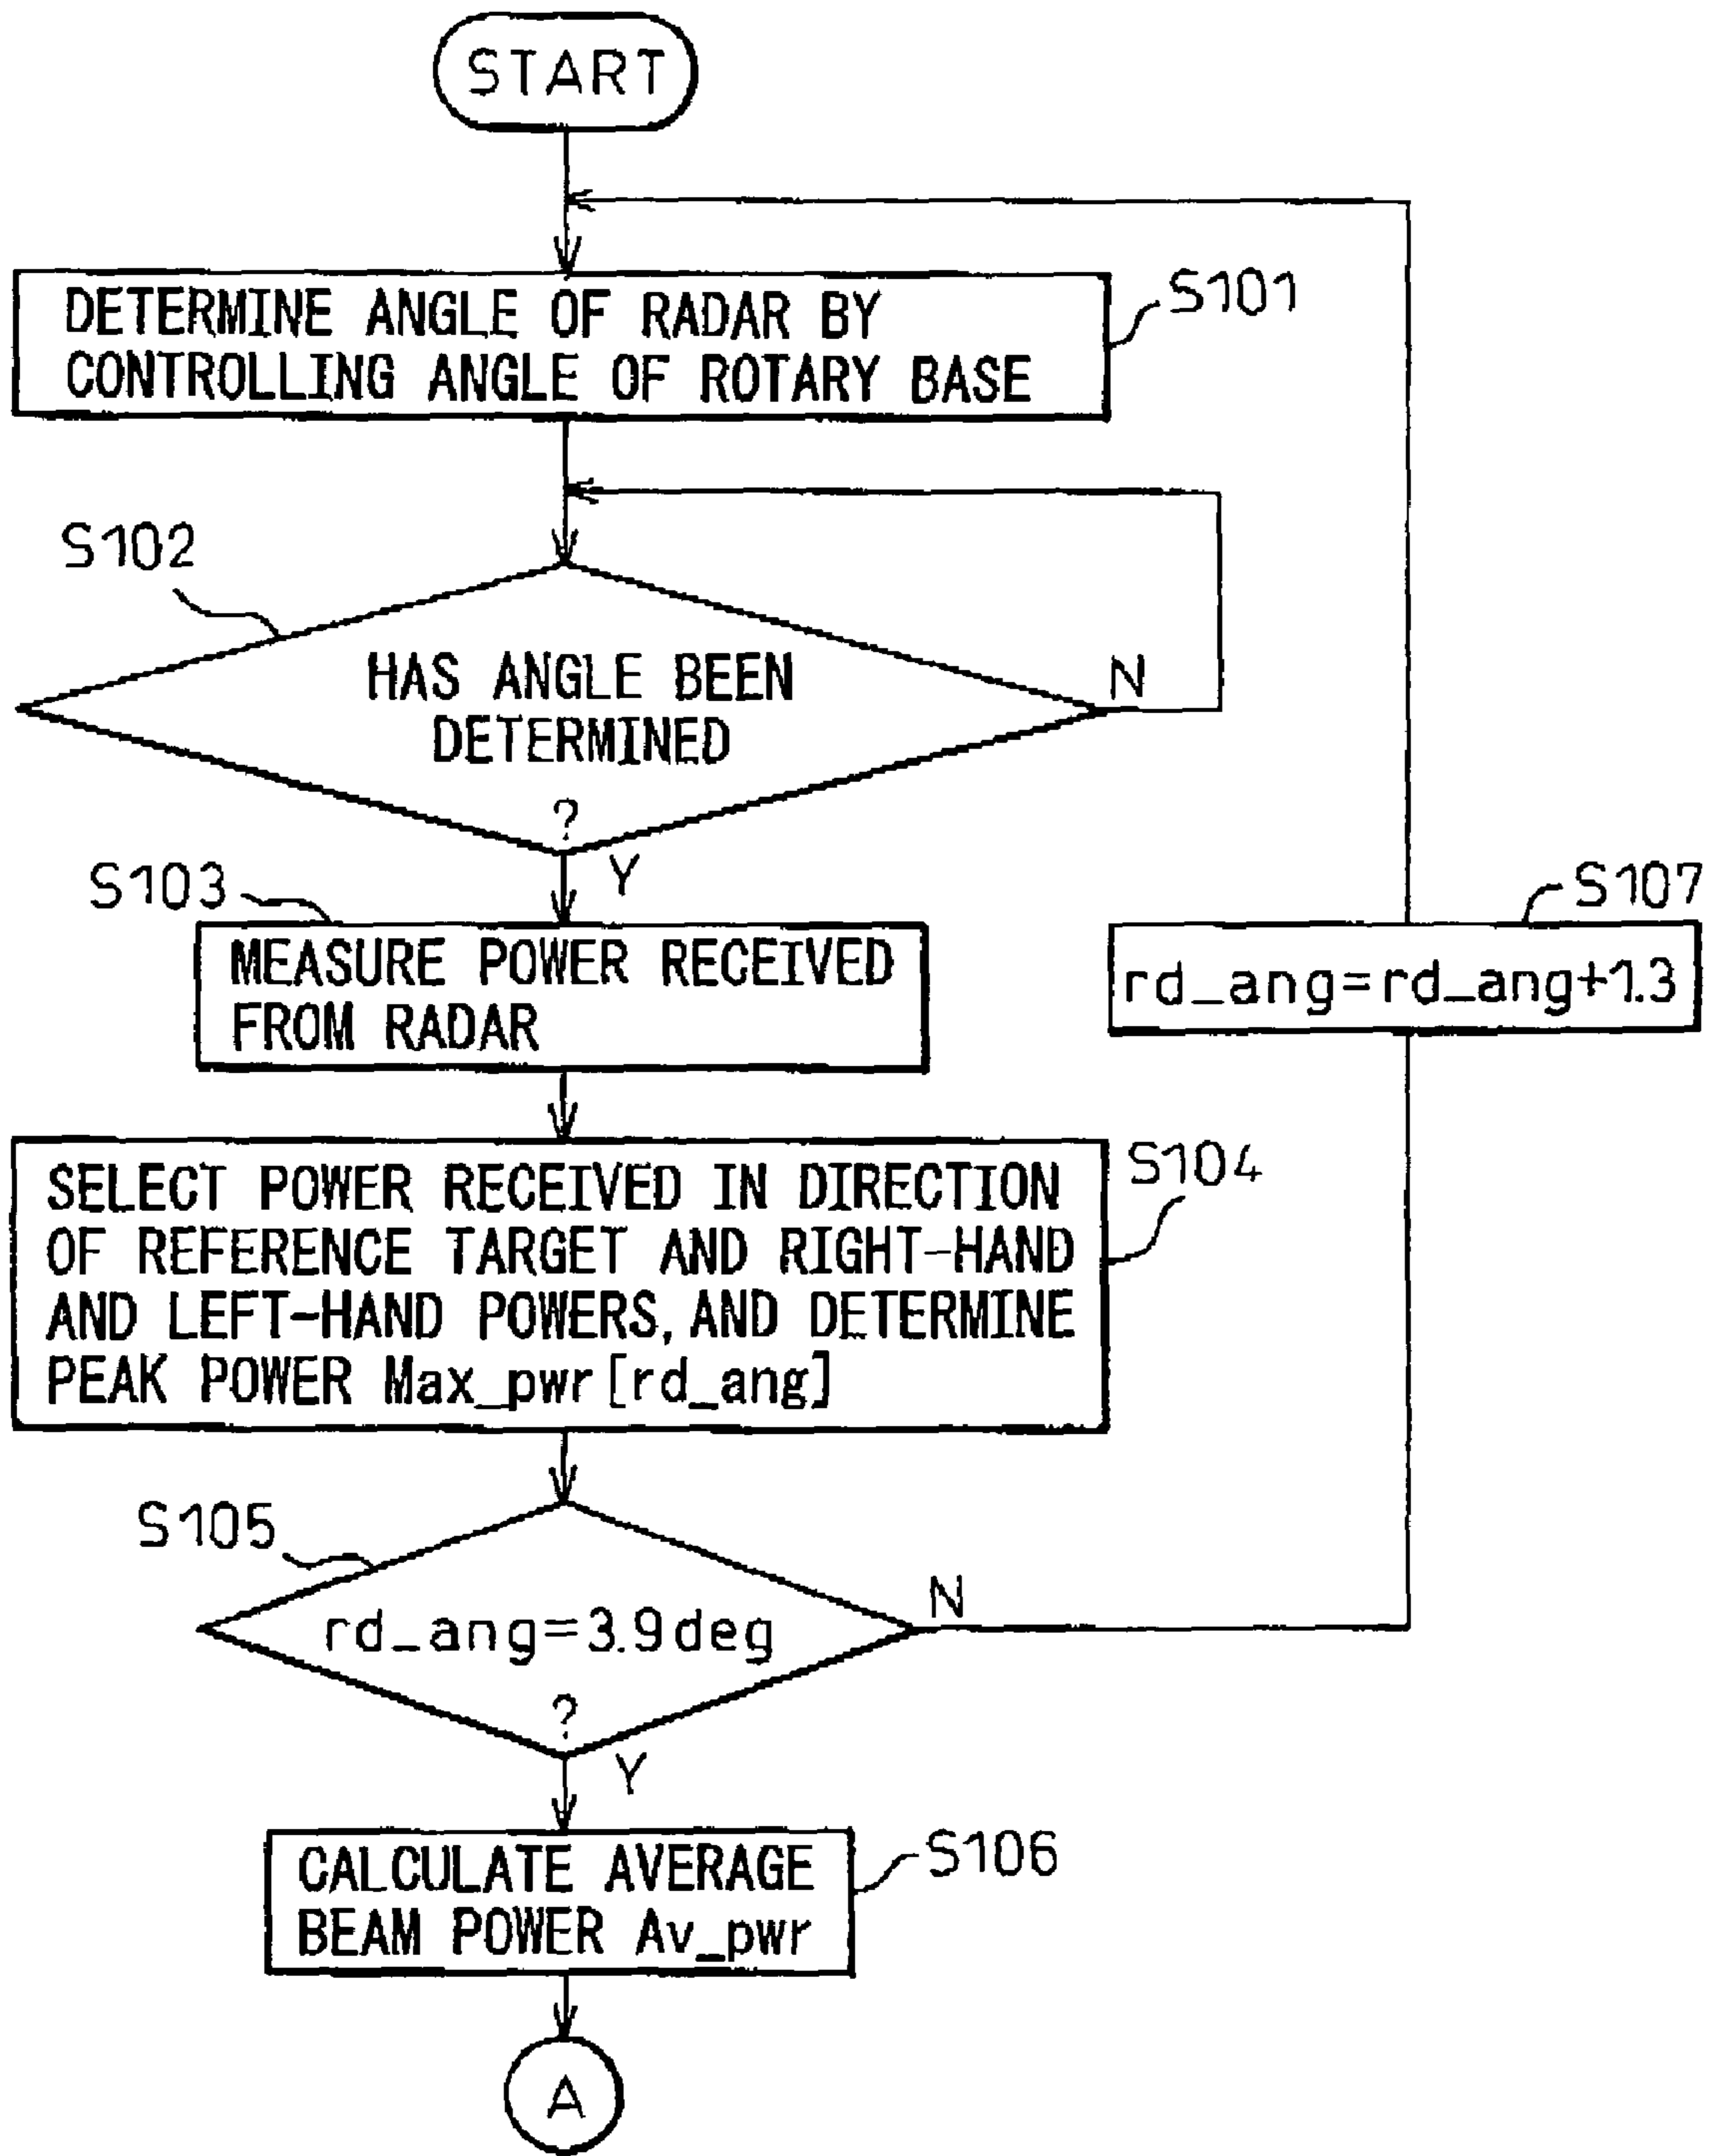 START
S101
DETERMINE ANGLE OF RADAR BY
CONTROLLING ANGLE OF ROTARY BASE
S102
HAS ANGLE BEEN
DETERMINED
?
N
Y
S103
MEASURE POWER RECEIVED
FROM RADAR
S107
rd_ang=rd_ang+1.3
S104
SELECT POWER RECEIVED IN DIRECTION
OF REFERENCE TARGET AND RIGHT-HAND
AND LEFT-HAND POWERS, AND DETERMINE
PEAK POWER Max_pwr[rd_ang]
S105
rd_ang=3.9deg
?
N
Y
S106
CALCULATE AVERAGE
BEAM POWER Av_pwr
A